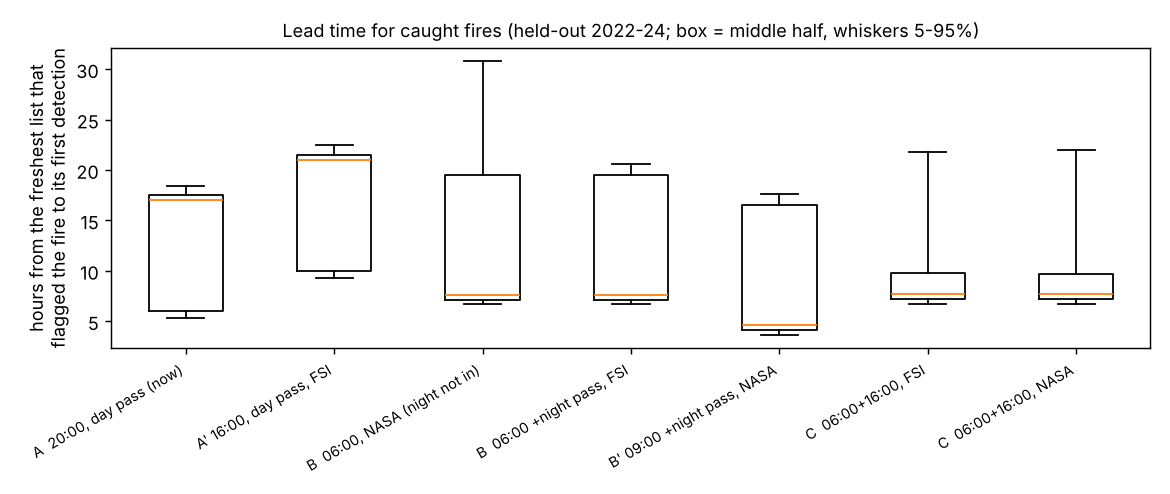 Lead time for caught fires (held-out 2022-24; box = middle half, whiskers 5-95%)
hours from the freshest list that
flagged the fire to its first detection
30
25
20
15
10
5
A  20:00, day pass (now)
A' 16:00, day pass, FSI
B  06:00, NASA (night not in)
B  06:00 +night pass, FSI
B' 09:00 +night pass, NASA
C  06:00+16:00, FSI
C  06:00+16:00, NASA